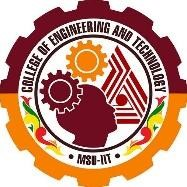 COLLEGE OF ENGINEERING AND TECHNOLOGY
• MSU-IIT •